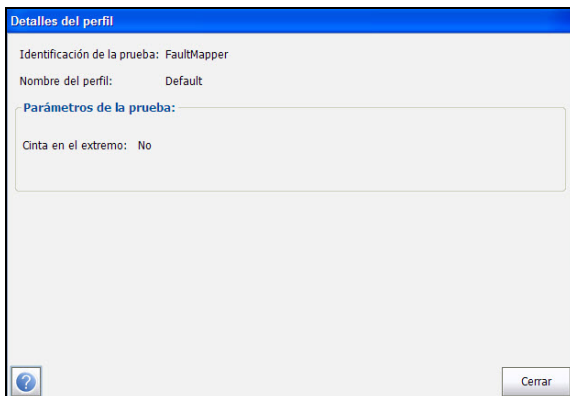 Detalles del perfil
Identificación de la prueba: FaultMapper
Nombre del perfil: Default
Parámetros de la prueba:
Cinta en el extremo: No
?
Cerrar